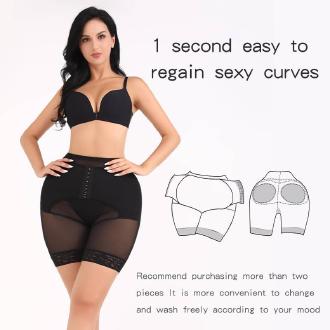 1 second easy to
regain sexy curves
Recommend purchasing more than two
pieces It is more convenient to change
and wash freely according to your mood